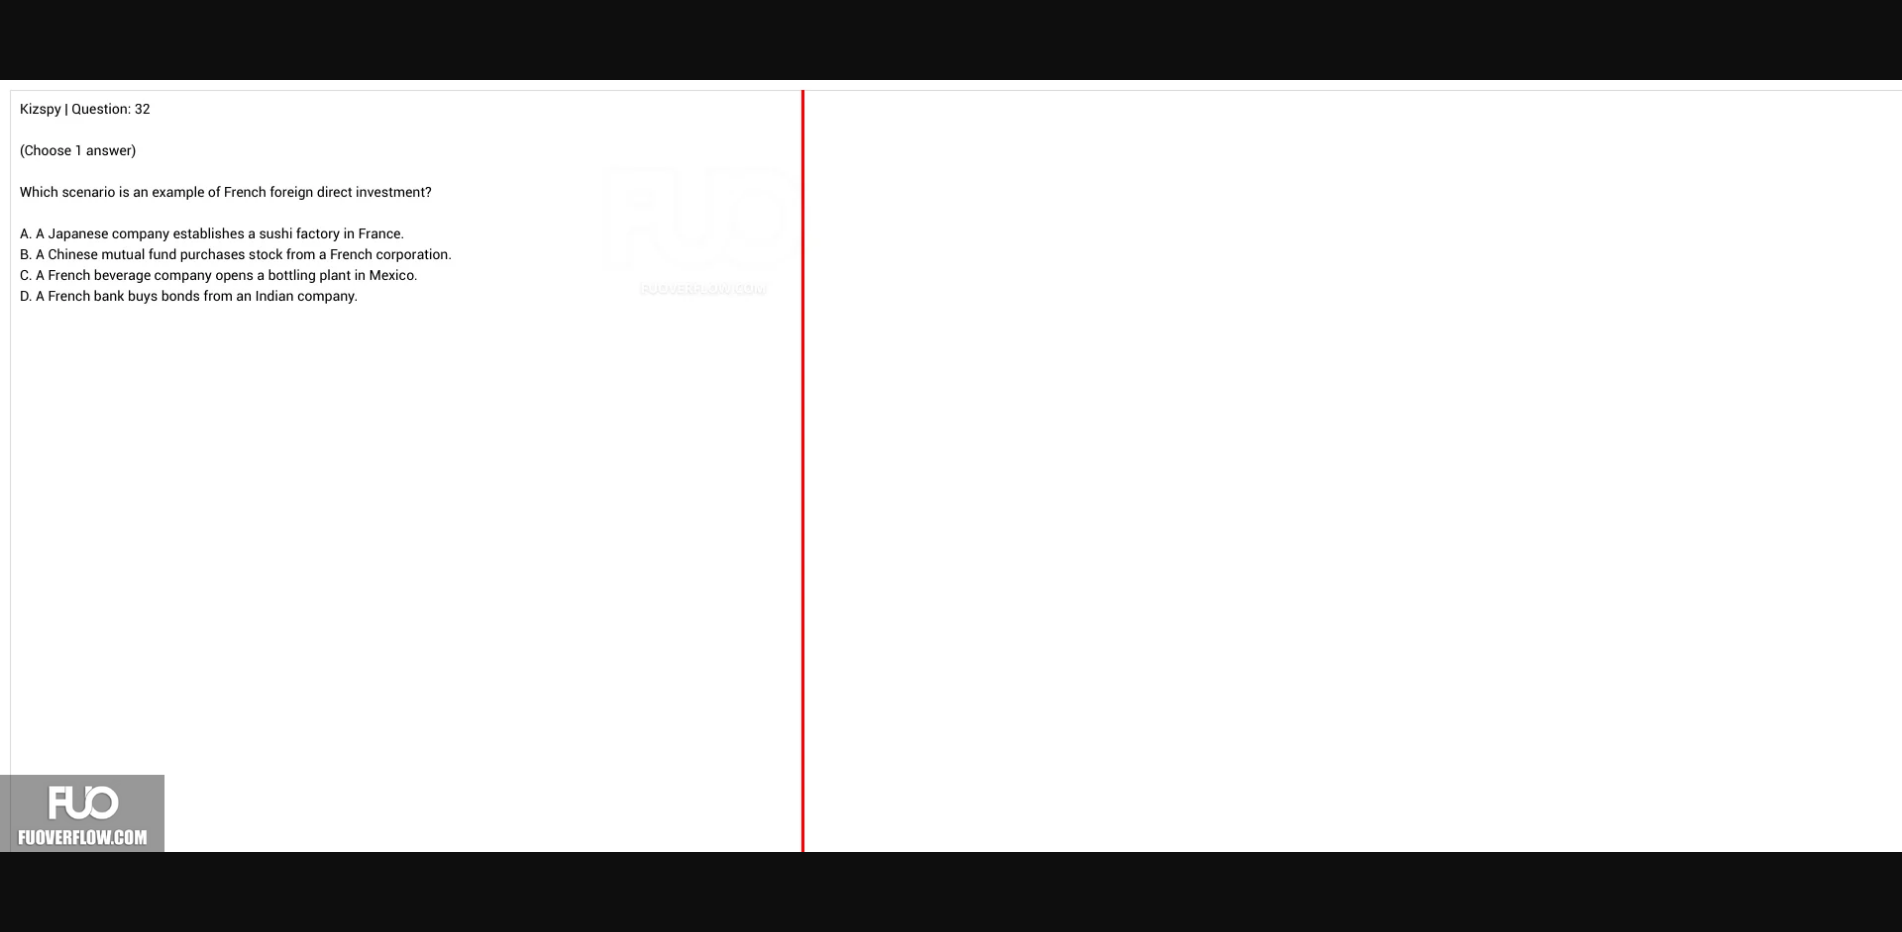 Kizspy | Question: 32
(Choose 1 answer)
Which scenario is an example of French foreign direct investment?
A. A Japanese company establishes a sushi factory in France.
B. A Chinese mutual fund purchases stock from a French corporation.
C. A French beverage company opens a bottling plant in Mexico.
D. A French bank buys bonds from an Indian company.
FUO
FUOVERFLOW.COM
FUO
FUOVERFLOW.COM